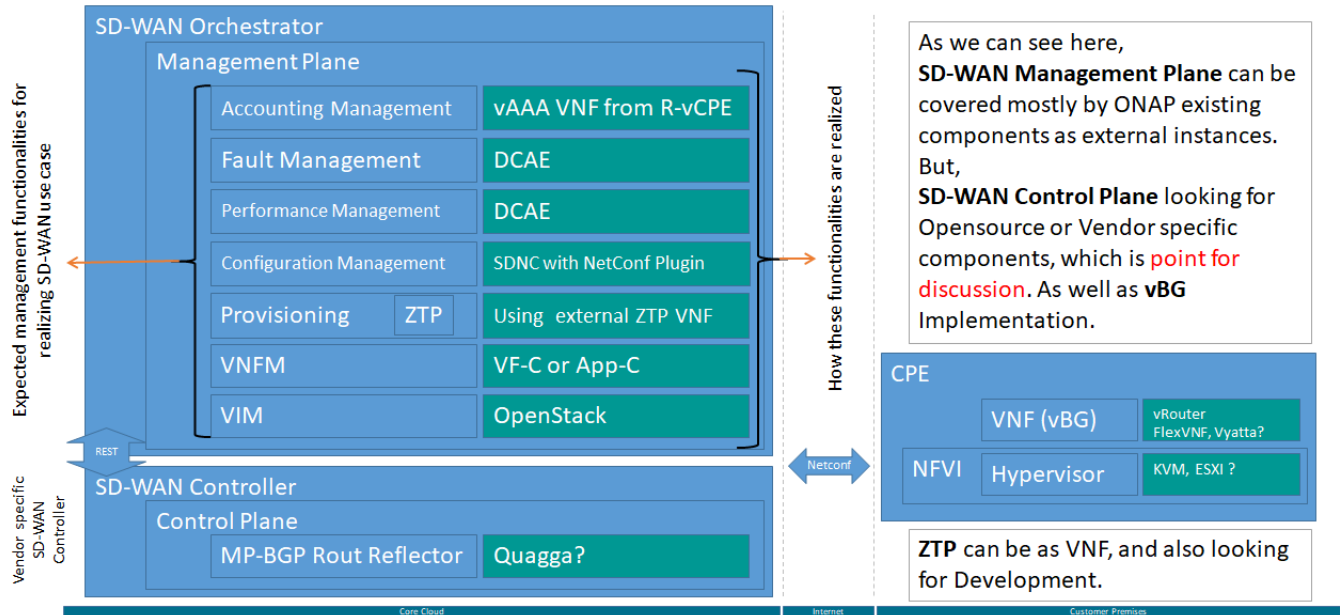 Expected management functionalities for
realizing SD-WAN use case
SD-WAN Orchestrator
Management Plane
Accounting Management
vAAA VNF from R-vCPE
Fault Management
DCAE
Performance Management
DCAE
Configuration Management
SDNC with NetConf Plugin
Provisioning
ZTP
Using external ZTP VNF
VNFM
VF-C or App-C
VIM
OpenStack
REST
Vendor specific
SD-WAN
Controller
SD-WAN Controller
Control Plane
MP-BGP Rout Reflector
Quagga?
How these functionalities are realized
Netconf
As we can see here,
SD-WAN Management Plane can be
covered mostly by ONAP existing
components as external instances.
But,
SD-WAN Control Plane looking for
Opensource or Vendor specific
components, which is point for
discussion. As well as vBG
Implementation.
CPE
VNF (vBG)
vRouter
FlexVNF, Vyatta?
NFVI
Hypervisor
KVM, ESXI ?
ZTP can be as VNF, and also looking
for Development.
Core Cloud
Internet
Customer Premises